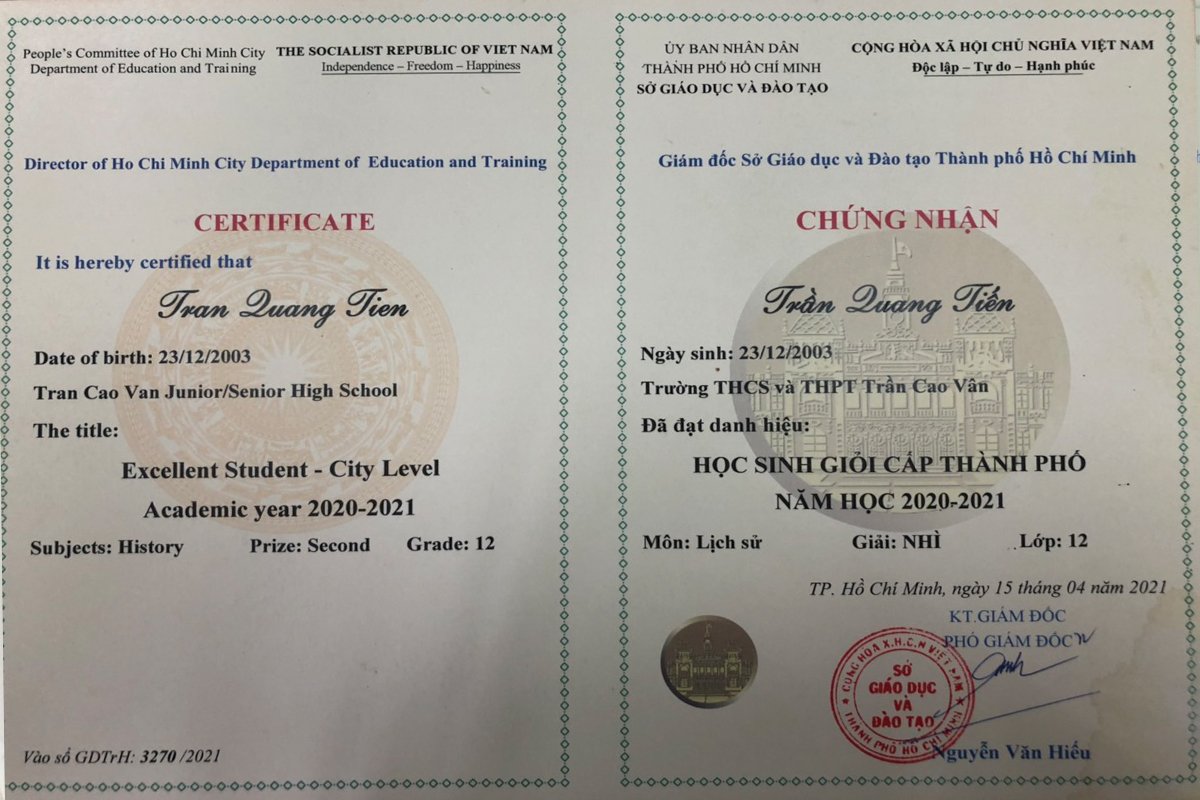 People's Committee of Ho Chi Minh City
Department of Education and Training
THE SOCIALIST REPUBLIC OF VIET NAM
Independence – Freedom – Happiness
Director of Ho Chi Minh City Department of Education and Training
CERTIFICATE
It is hereby certified that
Tran Quang Tien
Date of birth: 23/12/2003
Tran Cao Van Junior/Senior High School
The title:
Excellent Student - City Level
Academic year 2020-2021
Subjects: History Prize: Second Grade: 12
Vào sổ GDTrH: 3270 /2021
ỦY BAN NHÂN DÂN
THÀNH PHỐ HỒ CHÍ MINH
SỞ GIÁO DỤC VÀ ĐÀO TẠO
CỘNG HÒA XÃ HỘI CHỦ NGHĨA VIỆT NAM
Độc lập – Tự do – Hạnh phúc
Giám đốc Sở Giáo dục và Đào tạo Thành phố Hồ Chí Minh
CHỨNG NHẬN
Trần Quang Tiến
Ngày sinh: 23/12/2003
Trường THCS và THPT Trần Cao Vân
Đã đạt danh hiệu:
HỌC SINH GIỎI CẤP THÀNH PHỐ
NĂM HỌC 2020-2021
Môn: Lịch sử Giải: NHÌ Lớp: 12
TP. Hồ Chí Minh, ngày 15 tháng 04 năm 2021
KT.GIÁM ĐỐC
PHÓ GIÁM ĐỐC
CỘNG HÒA X.H.C.N VIỆT NAM
SỞ
GIÁO DỤC
VÀ
ĐÀO TẠO
THÀNH PHỐ HỒ CHÍ MINH
Nguyễn Văn Hiếu